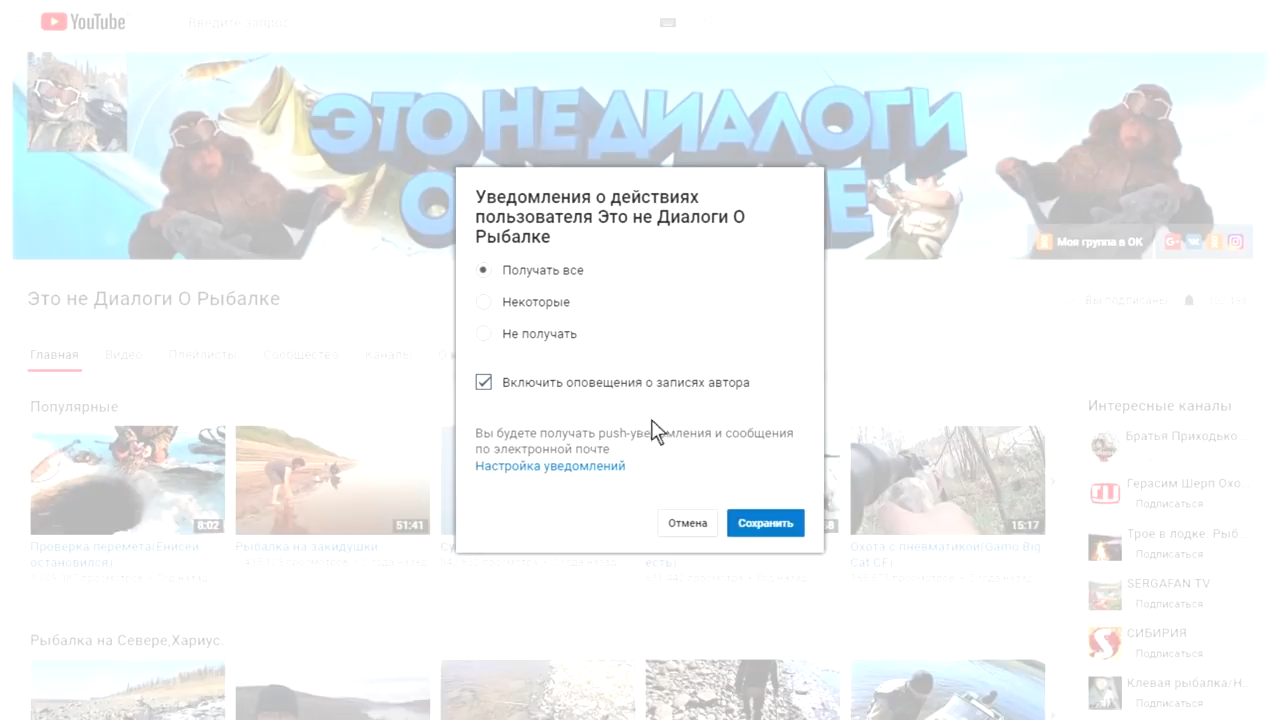 YouTube
Введите запрос
ЭТО НЕ ДИАЛОГИ
О
Е
Моя группа в ОК
Уведомления о действиях
пользователя Это не Диалоги О
Рыбалке
Получать все
Некоторые
Не получать
Включить оповещения о записях автора
Вы будете получать push-уведомления и сообщения
по электронной почте
Настройка уведомлений
Отмена
Сохранить
Это не Диалоги О Рыбалке
Вы подписаны
Главная
Видео
Плейлисты
Сообщество
Каналы
Популярные
8:02
51:41
15:17
Проверка перемета(Енисей
остановился)
Рыбалка на закидушки
есть)
Охота с пневматикой(Gamo Big
Cat CF)
Рыбалка на Севере,Хариус.
Интересные каналы
Братья Приходько ...
Герасим Шерп Охо...
Подписаться
Трое в лодке. Рыб...
Подписаться
SERGAFAN TV
Подписаться
СИБИРИЯ
Подписаться
Клевая рыбалка/Н...
Подписаться